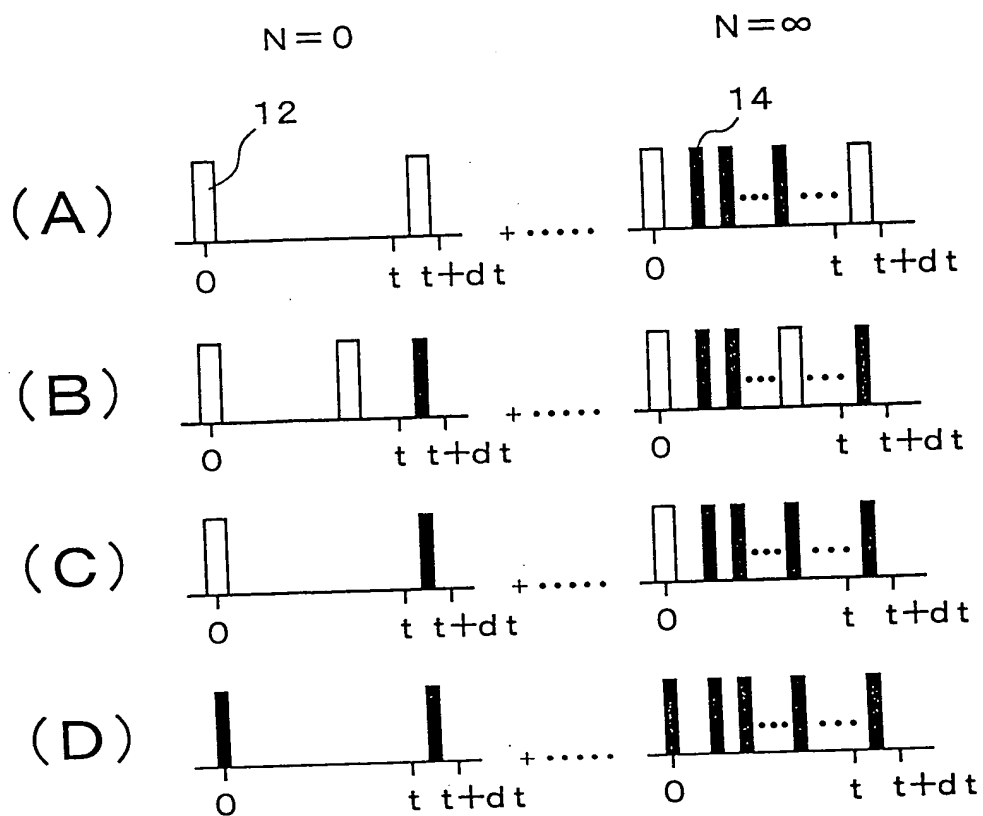 N=0 N=∞
12 14
(A) +····· ··· ···
0 t t+dt 0 t t+dt
(B) +····· ··· ···
0 t t+dt 0 t t+dt
(C) +····· ··· ···
0 t t+dt 0 t t+dt
(D) +····· ··· ···
0 t t+dt 0 t t+dt